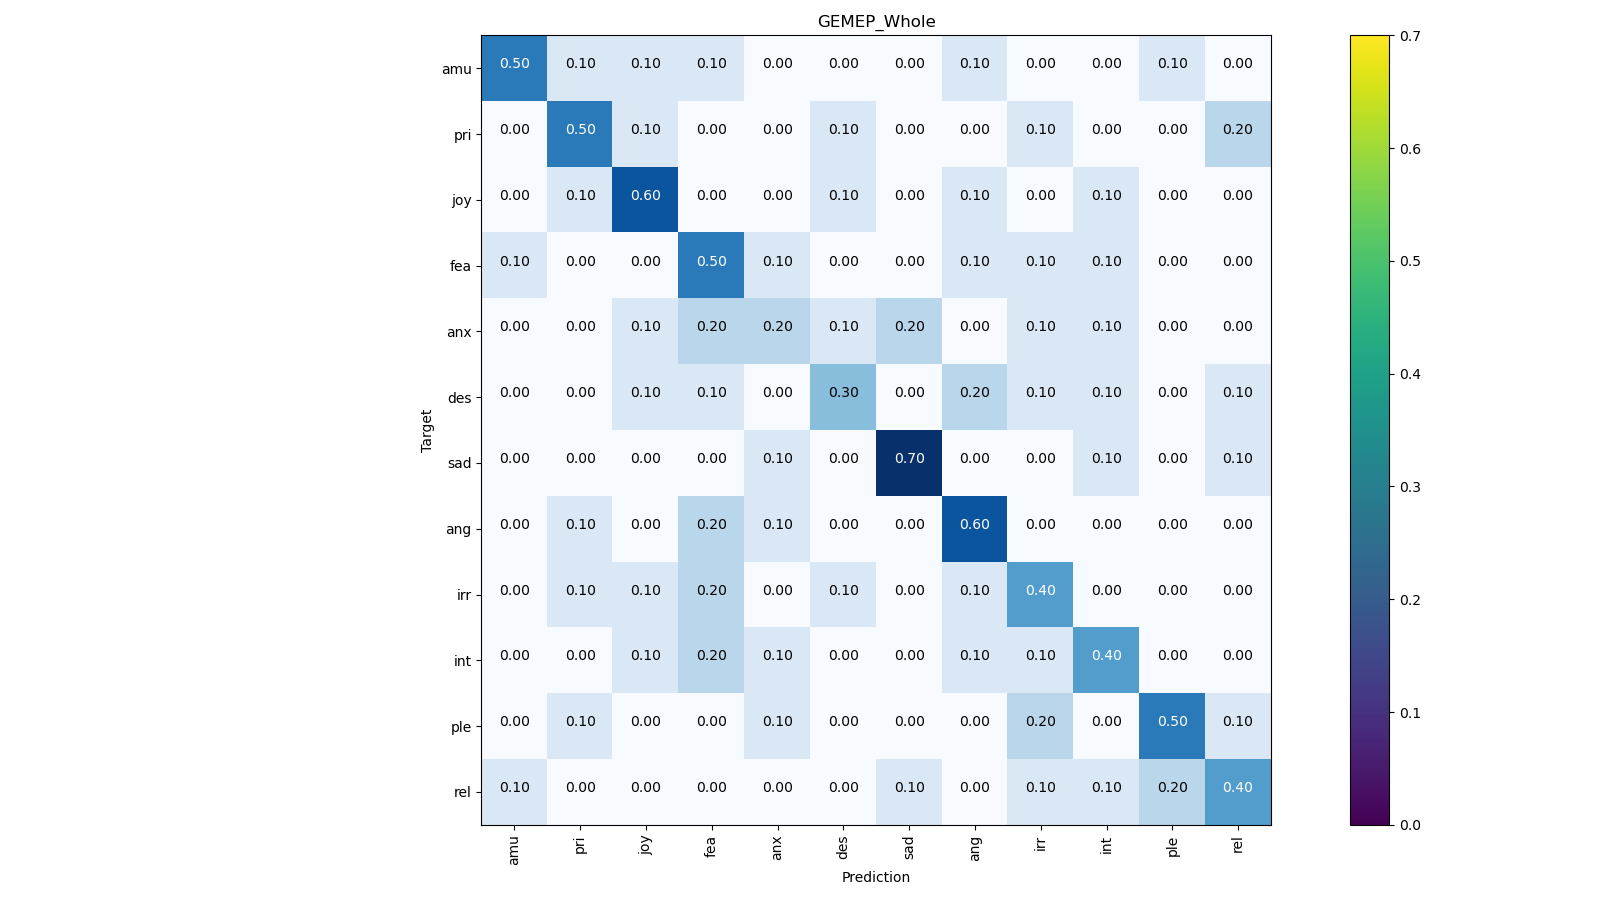 GEMEP_Whole
amu 0.50 0.10 0.10 0.10 0.00 0.00 0.00 0.10 0.00 0.00 0.10 0.00
pri 0.00 0.50 0.10 0.00 0.00 0.10 0.00 0.00 0.10 0.00 0.00 0.20
joy 0.00 0.10 0.60 0.00 0.00 0.10 0.00 0.10 0.00 0.10 0.00 0.00
fea 0.10 0.00 0.00 0.50 0.10 0.00 0.00 0.10 0.10 0.10 0.00 0.00
anx 0.00 0.00 0.10 0.20 0.20 0.10 0.20 0.00 0.10 0.10 0.00 0.00
des 0.00 0.00 0.10 0.10 0.00 0.30 0.00 0.20 0.10 0.10 0.00 0.10
sad 0.00 0.00 0.00 0.00 0.10 0.00 0.70 0.00 0.00 0.10 0.00 0.10
ang 0.00 0.10 0.00 0.20 0.10 0.00 0.00 0.60 0.00 0.00 0.00 0.00
irr 0.00 0.10 0.10 0.20 0.00 0.10 0.00 0.10 0.40 0.00 0.00 0.00
int 0.00 0.00 0.10 0.20 0.10 0.00 0.00 0.10 0.10 0.40 0.00 0.00
ple 0.00 0.10 0.00 0.00 0.10 0.00 0.00 0.00 0.20 0.00 0.50 0.10
rel 0.10 0.00 0.00 0.00 0.00 0.00 0.10 0.00 0.10 0.10 0.20 0.40
amu pri joy fea anx des sad ang irr int ple rel
Prediction
Target
0.7
0.6
0.5
0.4
0.3
0.2
0.1
0.0